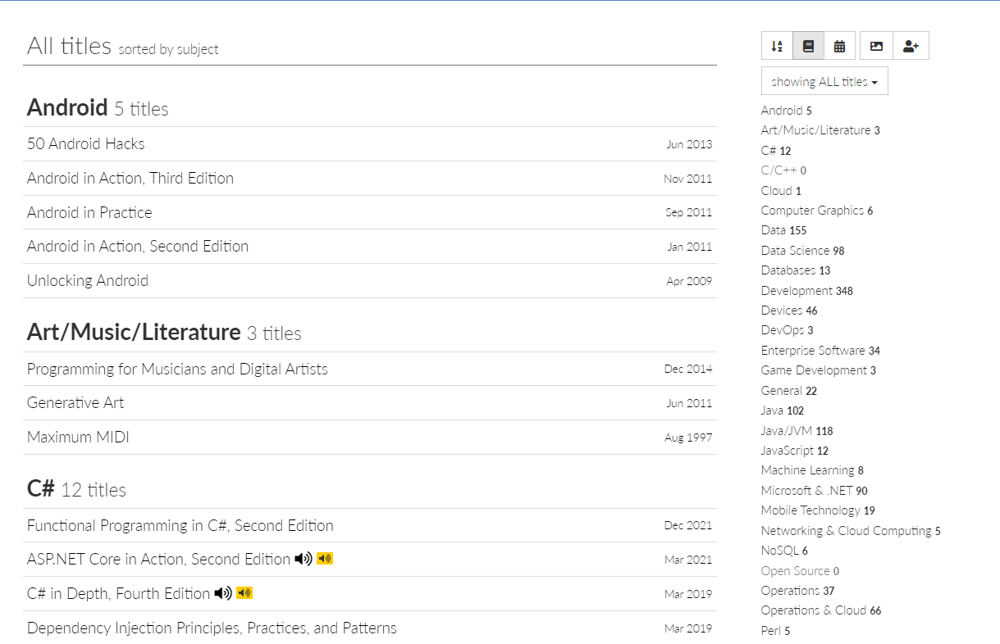 All titles sorted by subject
Android 5 titles
50 Android Hacks Jun 2013
Android in Action, Third Edition Nov 2011
Android in Practice Sep 2011
Android in Action, Second Edition Jan 2011
Unlocking Android Apr 2009
Art/Music/Literature 3 titles
Programming for Musicians and Digital Artists Dec 2014
Generative Art Jun 2011
Maximum MIDI Aug 1997
C# 12 titles
Functional Programming in C#, Second Edition Dec 2021
ASP.NET Core in Action, Second Edition Mar 2021
C# in Depth, Fourth Edition Mar 2019
Dependency Injection Principles, Practices, and Patterns Mar 2019
showing ALL titles
Android 5
Art/Music/Literature 3
C# 12
C/C++ 0
Cloud 1
Computer Graphics 6
Data 155
Data Science 98
Databases 13
Development 348
Devices 46
DevOps 3
Enterprise Software 34
Game Development 3
General 22
Java 102
Java/JVM 118
JavaScript 12
Machine Learning 8
Microsoft & .NET 90
Mobile Technology 19
Networking & Cloud Computing 5
NoSQL 6
Open Source 0
Operations 37
Operations & Cloud 66
Perl 5